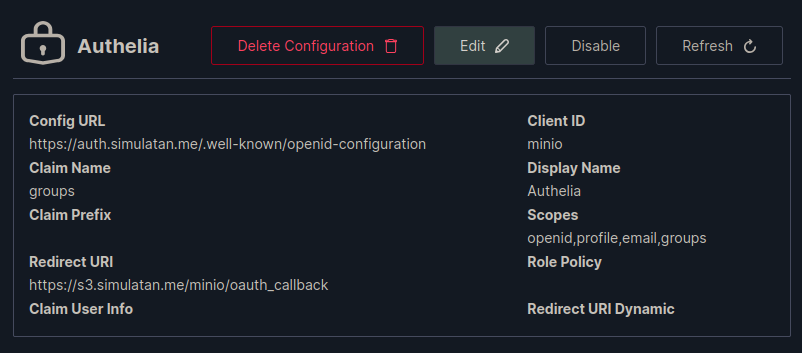 Authelia
Delete Configuration
Edit
Disable
Refresh
Config URL
https://auth.simulatan.me/.well-known/openid-configuration
Client ID
minio
Claim Name
groups
Display Name
Authelia
Claim Prefix
Scopes
openid,profile,email,groups
Redirect URI
https://s3.simulatan.me/minio/oauth_callback
Role Policy
Claim User Info
Redirect URI Dynamic